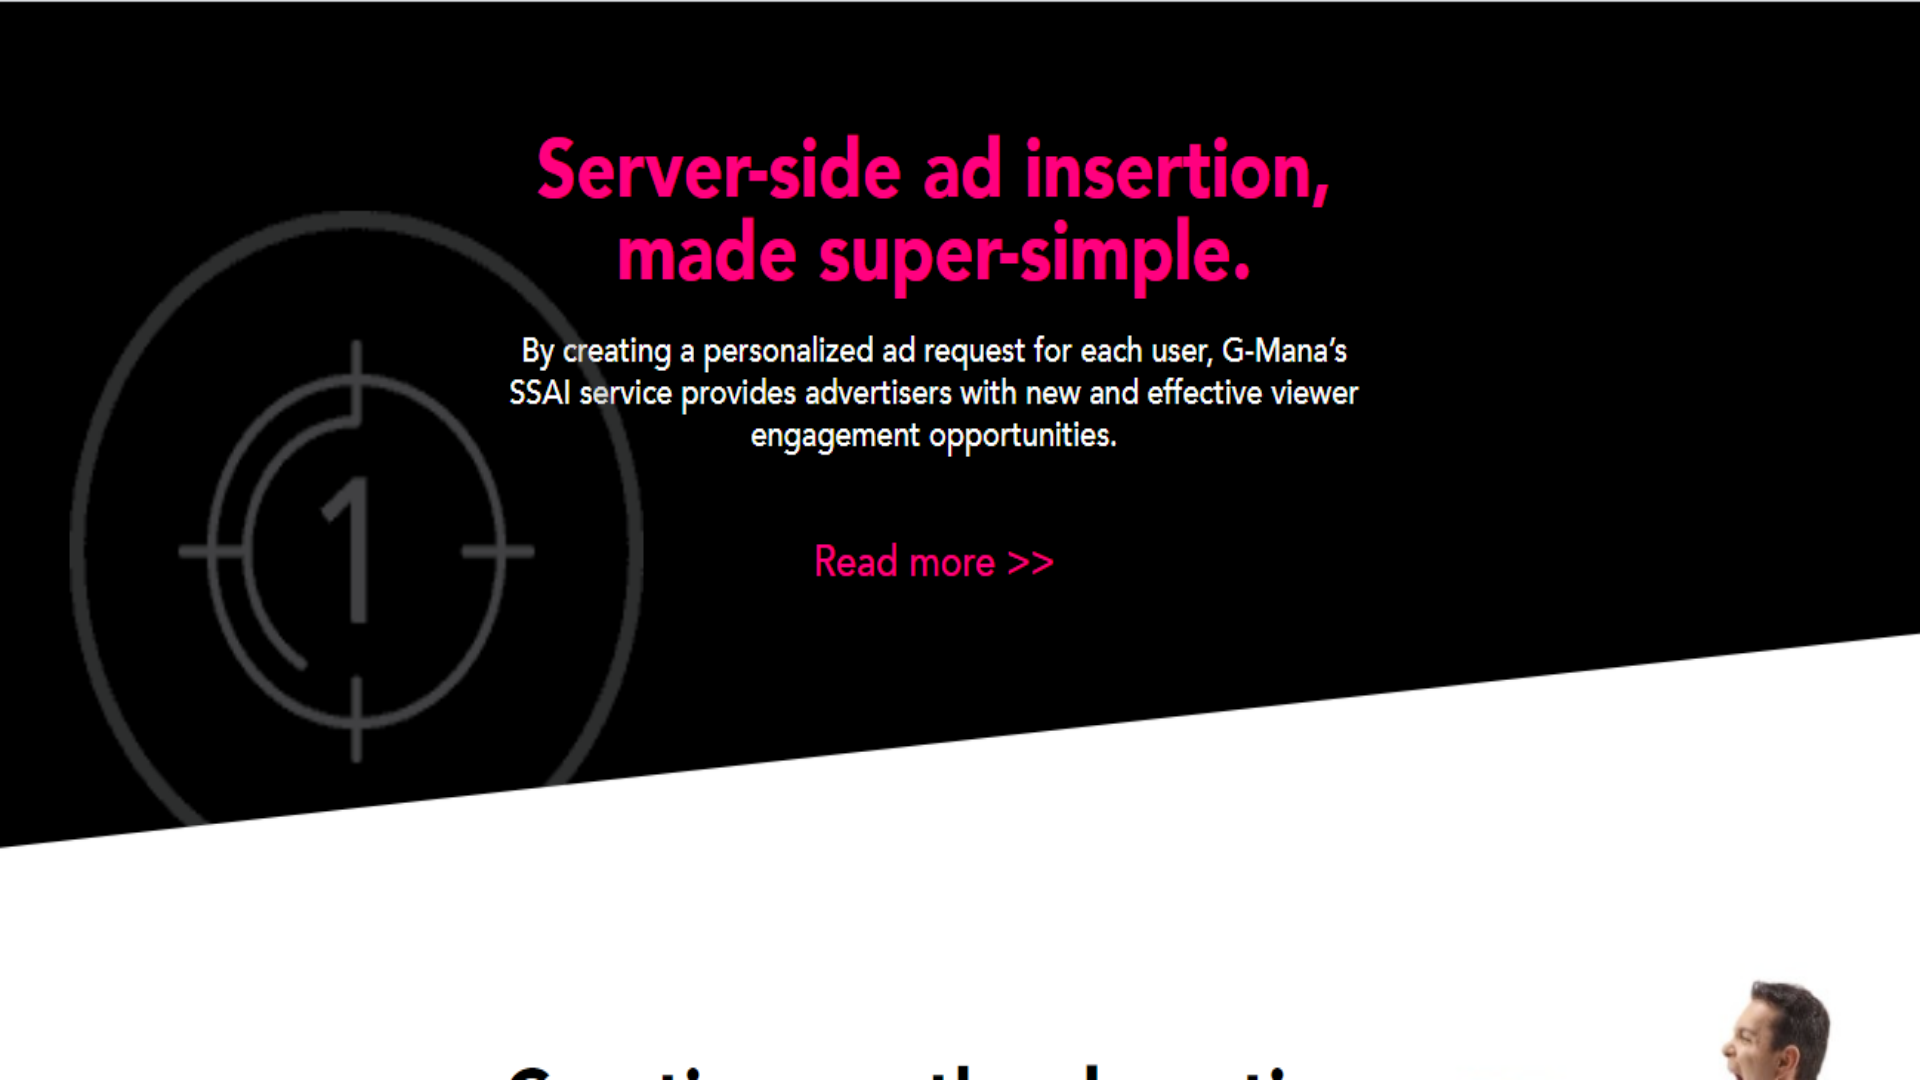 Server-side ad insertion,
made super-simple.
By creating a personalized ad request for each user, G-Mana’s
SSAI service provides advertisers with new and effective viewer
engagement opportunities.
1
Read more >>